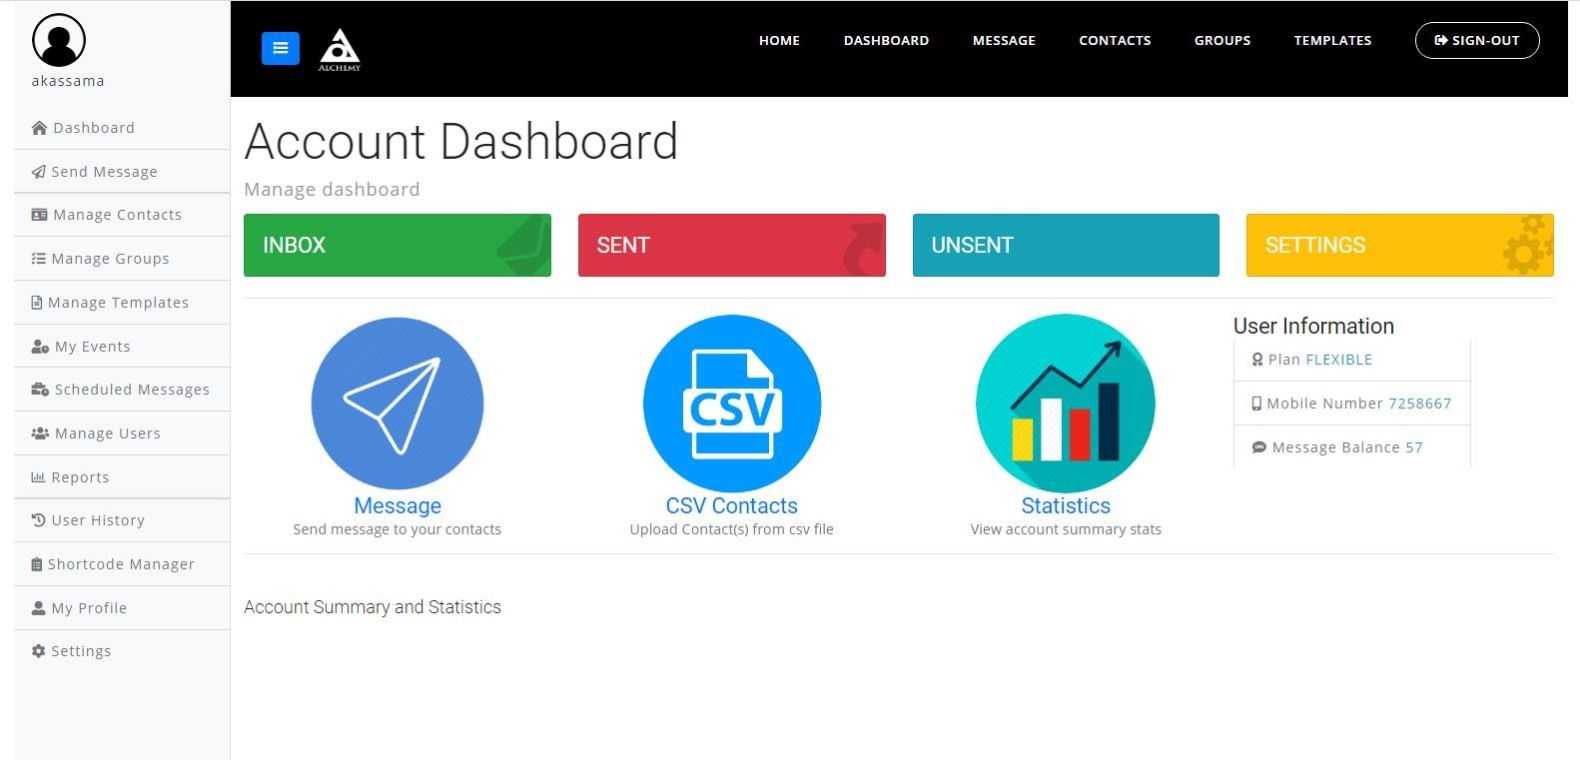 akassama
Dashboard
Send Message
Manage Contacts
Manage Groups
Manage Templates
My Events
Scheduled Messages
Manage Users
Reports
User History
Shortcode Manager
My Profile
Settings
ALCHEMY
HOME DASHBOARD MESSAGE CONTACTS GROUPS TEMPLATES SIGN-OUT
Account Dashboard
Manage dashboard
INBOX SENT UNSENT SETTINGS
CSV
Message
Send message to your contacts
CSV Contacts
Upload Contact(s) from csv file
Statistics
View account summary stats
User Information
Plan FLEXIBLE
Mobile Number 7258667
Message Balance 57
Account Summary and Statistics